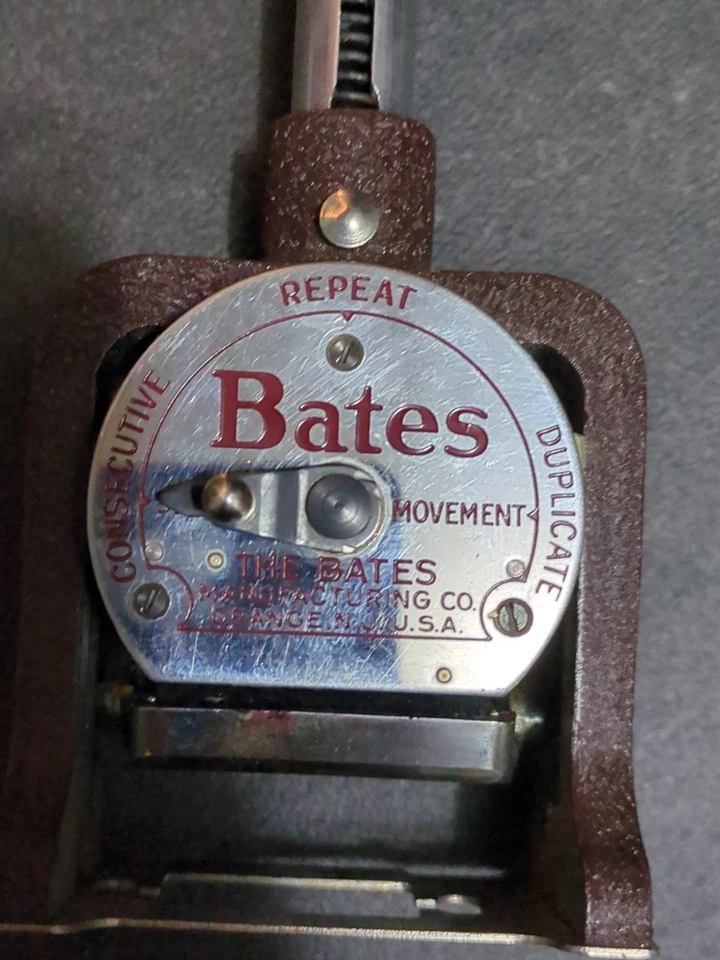 REPEAT
CONSECUTIVE
Bates
DUPLICATE
MOVEMENT
THE BATES
MANUFACTURING CO.
ORANGE, N.J. U.S.A.